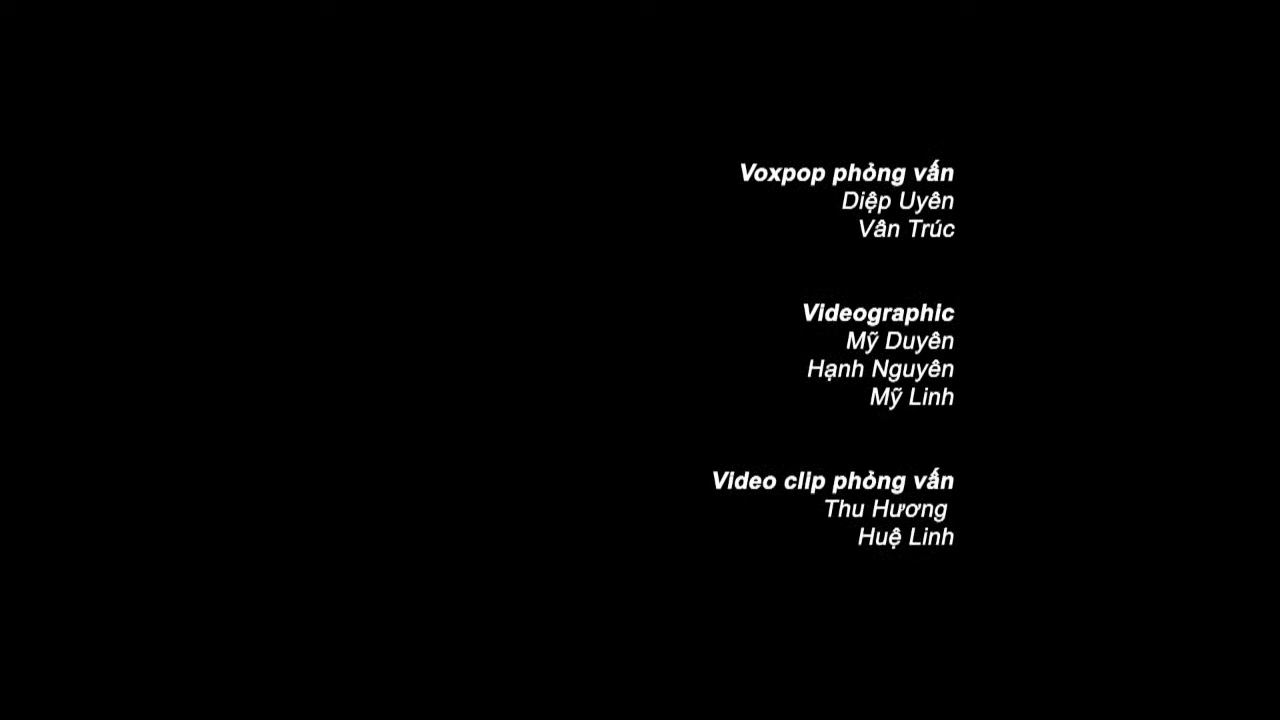 Voxpop phỏng vấn
Diệp Uyên
Vân Trúc
Videographic
Mỹ Duyên
Hạnh Nguyên
Mỹ Linh
Video clip phỏng vấn
Thu Hương
Huệ Linh